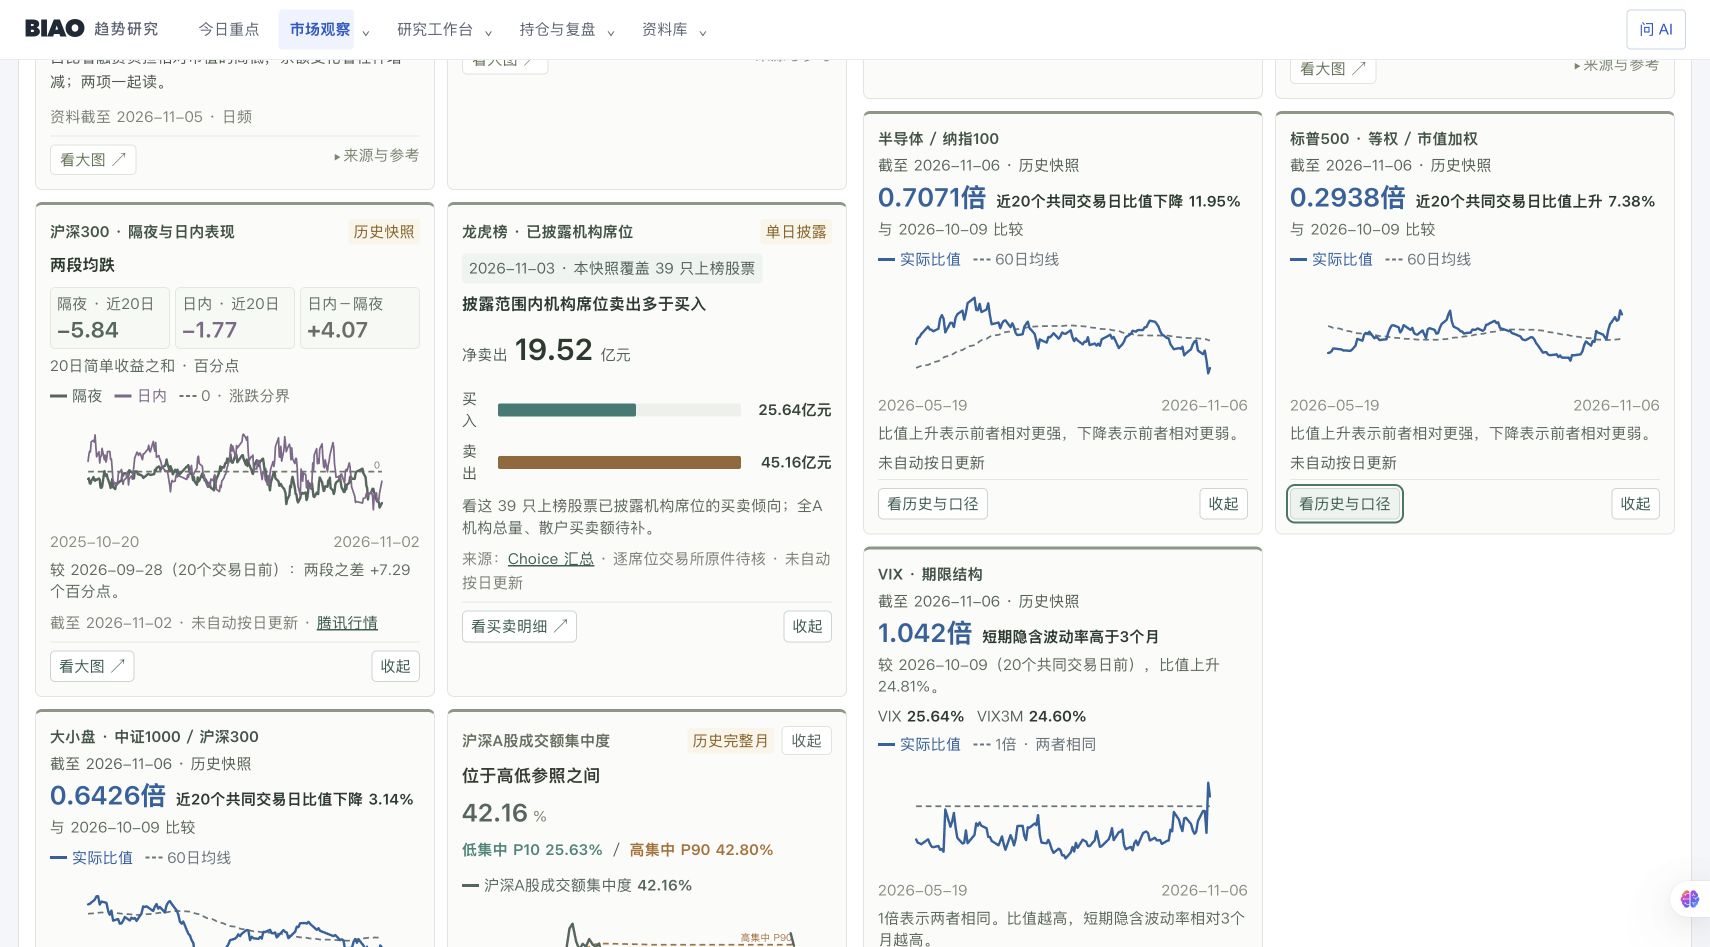 BIAO 趋势研究
今日重点
市场观察
研究工作台
持仓与复盘
资料库
问 AI
减；两项一起读。
资料截至 2026-11-05 · 日频
看大图 ↗
▸来源与参考
看大图 ↗
看大图 ↗
▸来源与参考
沪深300 · 隔夜与日内表现
历史快照
两段均跌
隔夜 · 近20日
−5.84
日内 · 近20日
−1.77
日内－隔夜
+4.07
20日简单收益之和 · 百分点
隔夜
日内
0 · 涨跌分界
0
2025-10-20
2026-11-02
较 2026-09-28（20个交易日前）：两段之差 +7.29
个百分点。
截至 2026-11-02 · 未自动按日更新 · 腾讯行情
看大图 ↗
收起
龙虎榜 · 已披露机构席位
单日披露
2026-11-03 · 本快照覆盖 39 只上榜股票
披露范围内机构席位卖出多于买入
净卖出 19.52 亿元
买
入
25.64亿元
卖
出
45.16亿元
看这 39 只上榜股票已披露机构席位的买卖倾向；全A
机构总量、散户买卖额待补。
来源： Choice 汇总 · 逐席位交易所原件待核 · 未自动
按日更新
看买卖明细 ↗
收起
半导体 / 纳指100
截至 2026-11-06 · 历史快照
0.7071倍 近20个共同交易日比值下降 11.95%
与 2026-10-09 比较
实际比值
60日均线
2026-05-19
2026-11-06
比值上升表示前者相对更强，下降表示前者相对更弱。
未自动按日更新
看历史与口径
收起
标普500 · 等权 / 市值加权
截至 2026-11-06 · 历史快照
0.2938倍 近20个共同交易日比值上升 7.38%
与 2026-10-09 比较
实际比值
60日均线
2026-05-19
2026-11-06
比值上升表示前者相对更强，下降表示前者相对更弱。
未自动按日更新
看历史与口径
收起
大小盘 · 中证1000 / 沪深300
截至 2026-11-06 · 历史快照
0.6426倍 近20个共同交易日比值下降 3.14%
与 2026-10-09 比较
实际比值
60日均线
沪深A股成交额集中度
历史完整月
收起
位于高低参照之间
42.16 %
低集中 P10 25.63% / 高集中 P90 42.80%
沪深A股成交额集中度 42.16%
高集中 P90
VIX · 期限结构
截至 2026-11-06 · 历史快照
1.042倍 短期隐含波动率高于3个月
较 2026-10-09（20个共同交易日前），比值上升
24.81%。
VIX 25.64% VIX3M 24.60%
实际比值
1倍 · 两者相同
2026-05-19
2026-11-06
1倍表示两者相同。比值越高，短期隐含波动率相对3个
月越高。